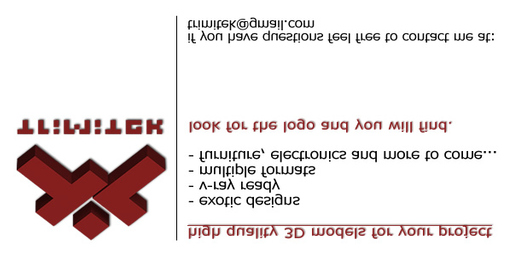 high quality 3D models for your project
- exotic designs
- v-ray ready
- multiple formats
- furniture, electronics and more to come...
look for the logo and you will find.
TRIMITEK
if you have questions feel free to contact me at:
trimitek@gmail.com